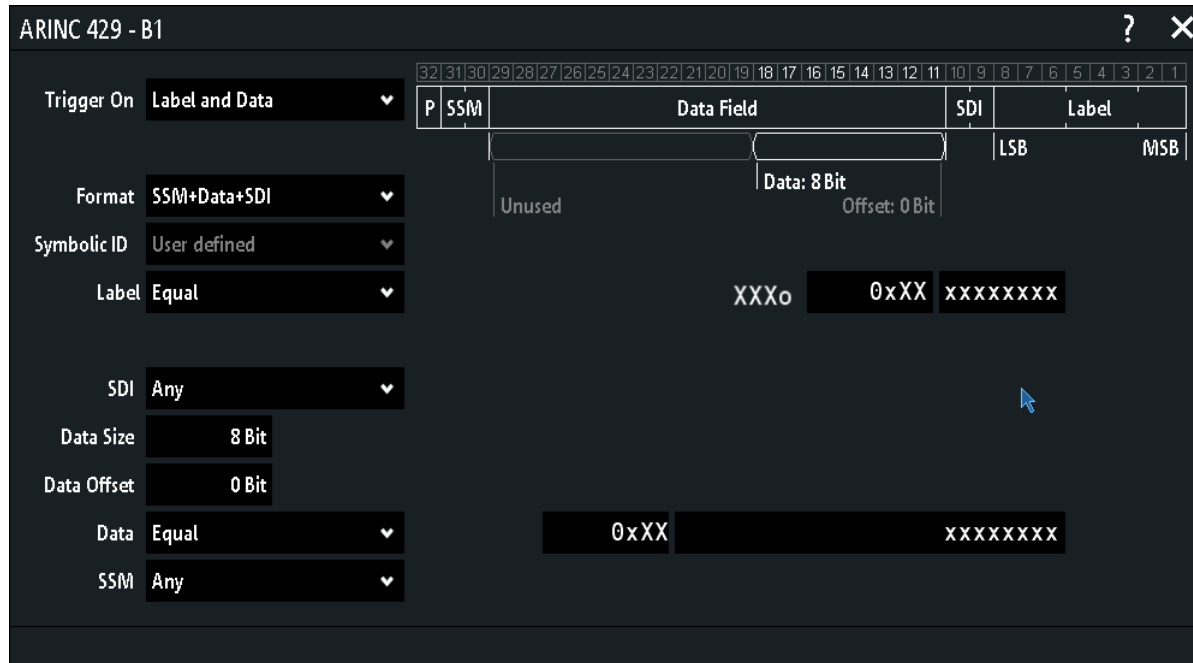 ARINC 429 - B1 ?
32 31 30 29 28 27 26 25 24 23 22 21 20 19 18 17 16 15 14 13 12 11 10 9 8 7 6 5 4 3 2 1
Trigger On Label and Data
P SSM Data Field SDI Label
LSB MSB
Data: 8 Bit
Format SSM+Data+SDI
Unused Offset: 0 Bit
Symbolic ID User defined
Label Equal XXXo 0xXX xxxxxxxx
SDI Any
Data Size 8 Bit
Data Offset 0 Bit
Data Equal 0xXX xxxxxxxx
SSM Any